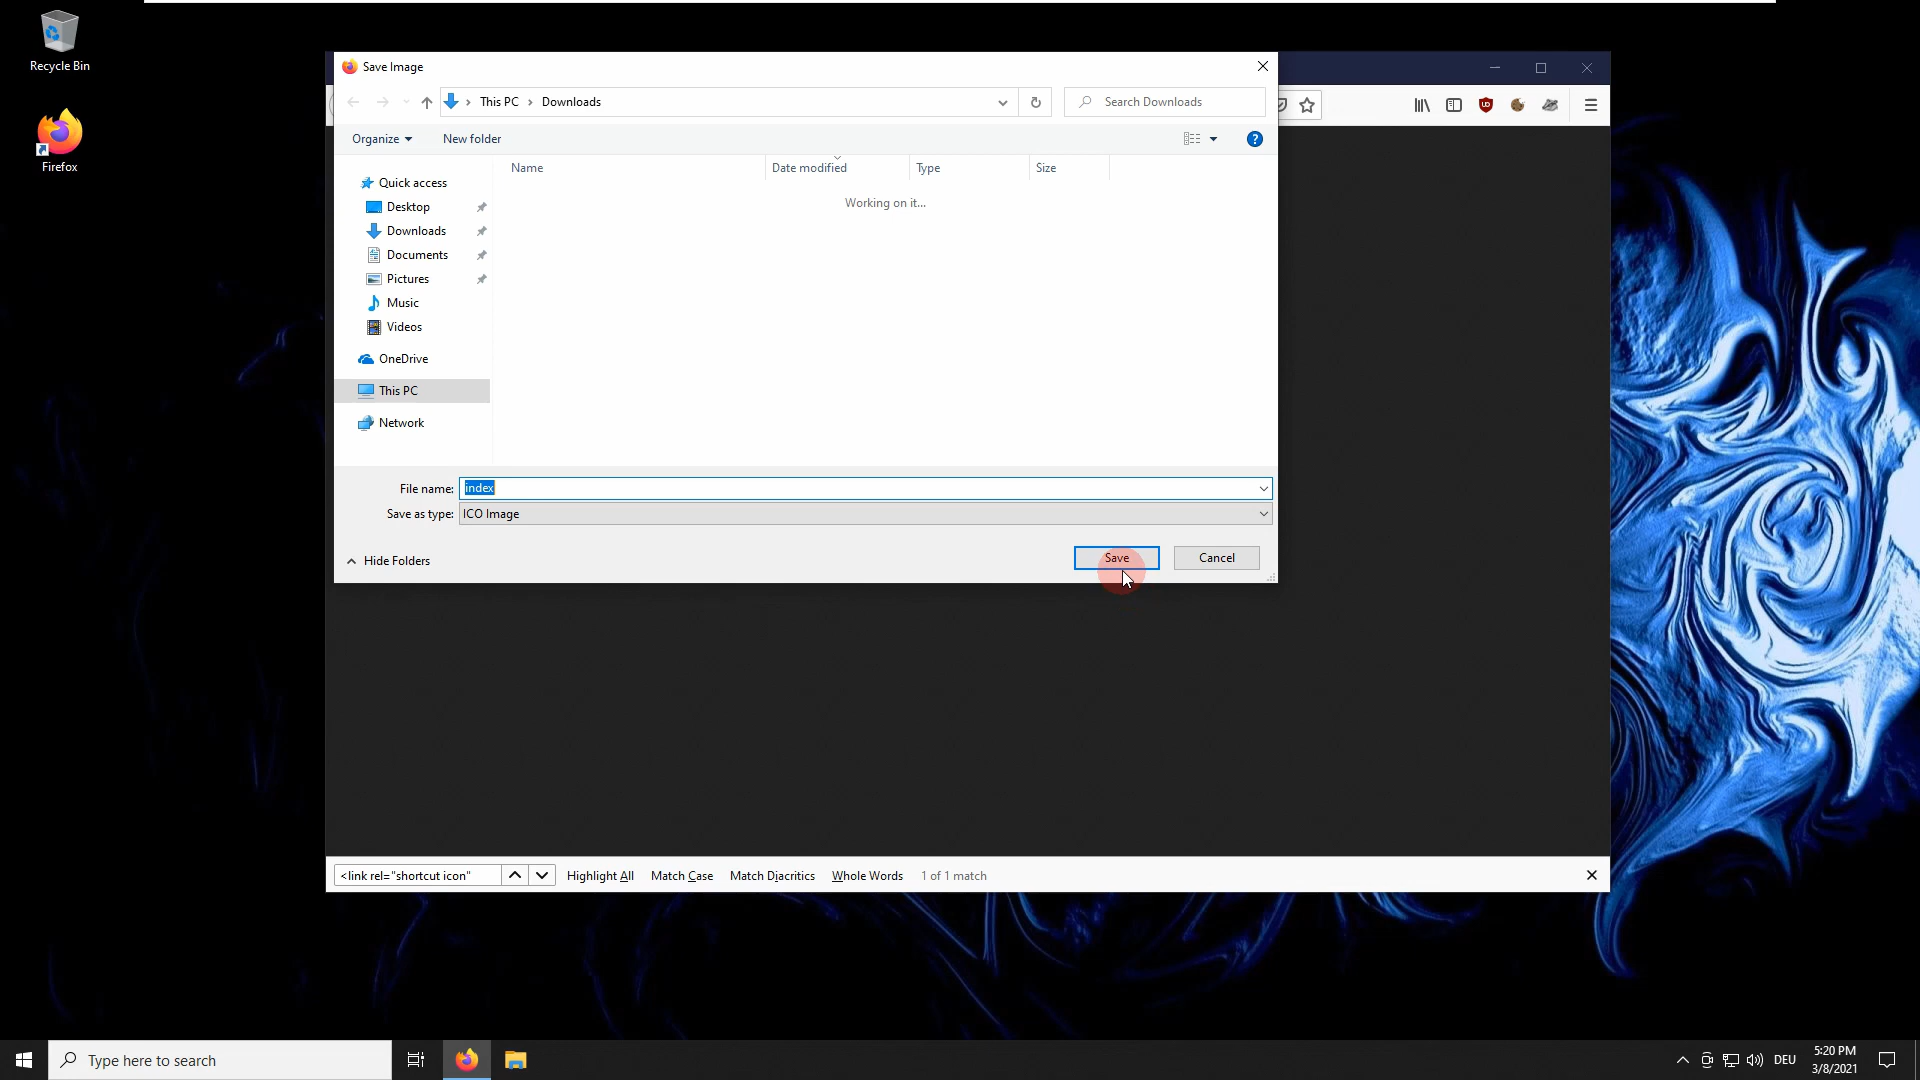 Recycle Bin
Firefox
Save Image
This PC > Downloads
Search Downloads
Organize
New folder
Name
Date modified
Type
Size
Working on it...
Quick access
Desktop
Downloads
Documents
Pictures
Music
Videos
OneDrive
This PC
Network
File name: index
Save as type: ICO Image
Hide Folders
Save
Cancel
<link rel="shortcut icon"
Highlight All
Match Case
Match Diacritics
Whole Words
1 of 1 match
Type here to search
DEU
5:20 PM
3/8/2021